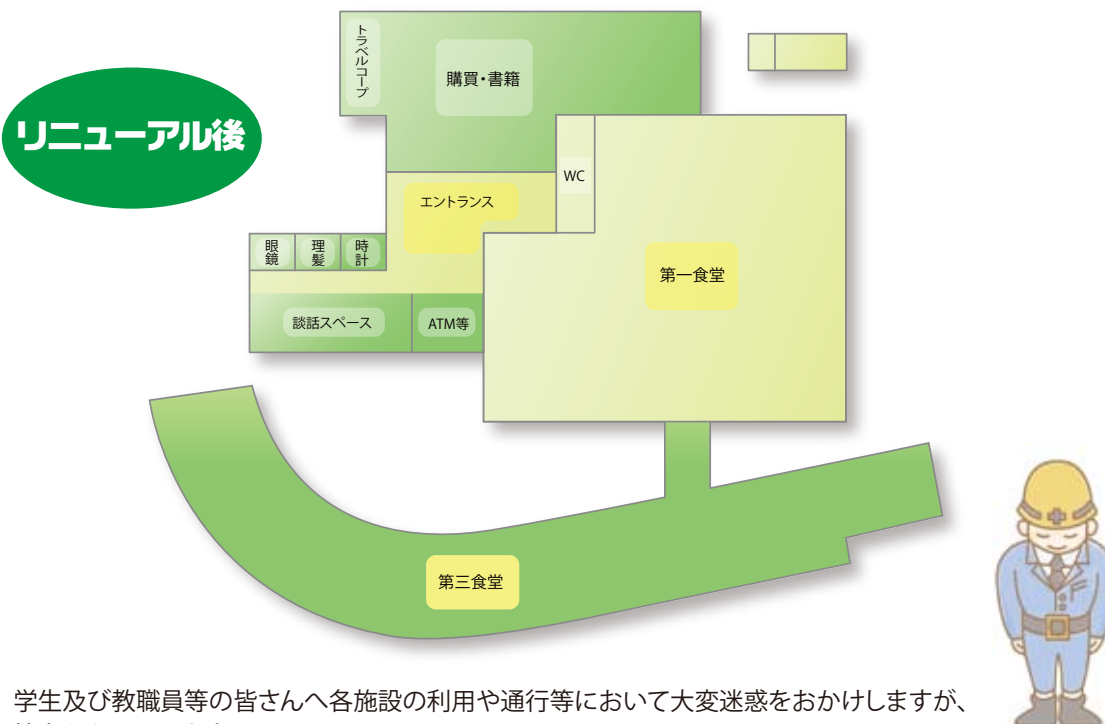 トラベルコープ
購買・書籍
リニューアル後
WC
エントランス
眼鏡
理髪
時計
第一食堂
談話スペース
ATM等
第三食堂
学生及び教職員等の皆さんへ各施設の利用や通行等において大変迷惑をおかけしますが、